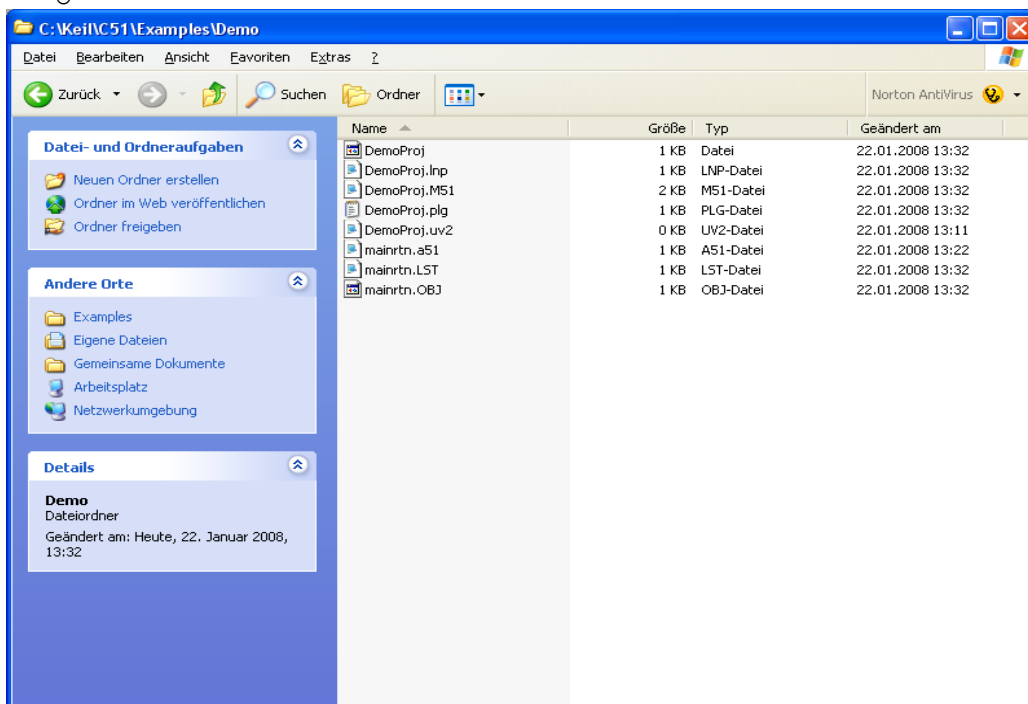 C:\Keil\C51\Examples\Demo
Datei Bearbeiten Ansicht Favoriten Extras ?
Zurück Suchen Ordner Norton AntiVirus
Datei- und Ordneraufgaben
Neuen Ordner erstellen
Ordner im Web veröffentlichen
Ordner freigeben
Andere Orte
Examples
Eigene Dateien
Gemeinsame Dokumente
Arbeitsplatz
Netzwerkumgebung
Details
Demo
Dateiordner
Geändert am: Heute, 22. Januar 2008,
13:32
Name Größe Typ Geändert am
DemoProj 1 KB Datei 22.01.2008 13:32
DemoProj.lnp 1 KB LNP-Datei 22.01.2008 13:32
DemoProj.M51 2 KB M51-Datei 22.01.2008 13:32
DemoProj.plg 1 KB PLG-Datei 22.01.2008 13:32
DemoProj.uv2 0 KB UV2-Datei 22.01.2008 13:11
mainrtn.a51 1 KB A51-Datei 22.01.2008 13:22
mainrtn.LST 1 KB LST-Datei 22.01.2008 13:32
mainrtn.OBJ 1 KB OBJ-Datei 22.01.2008 13:32